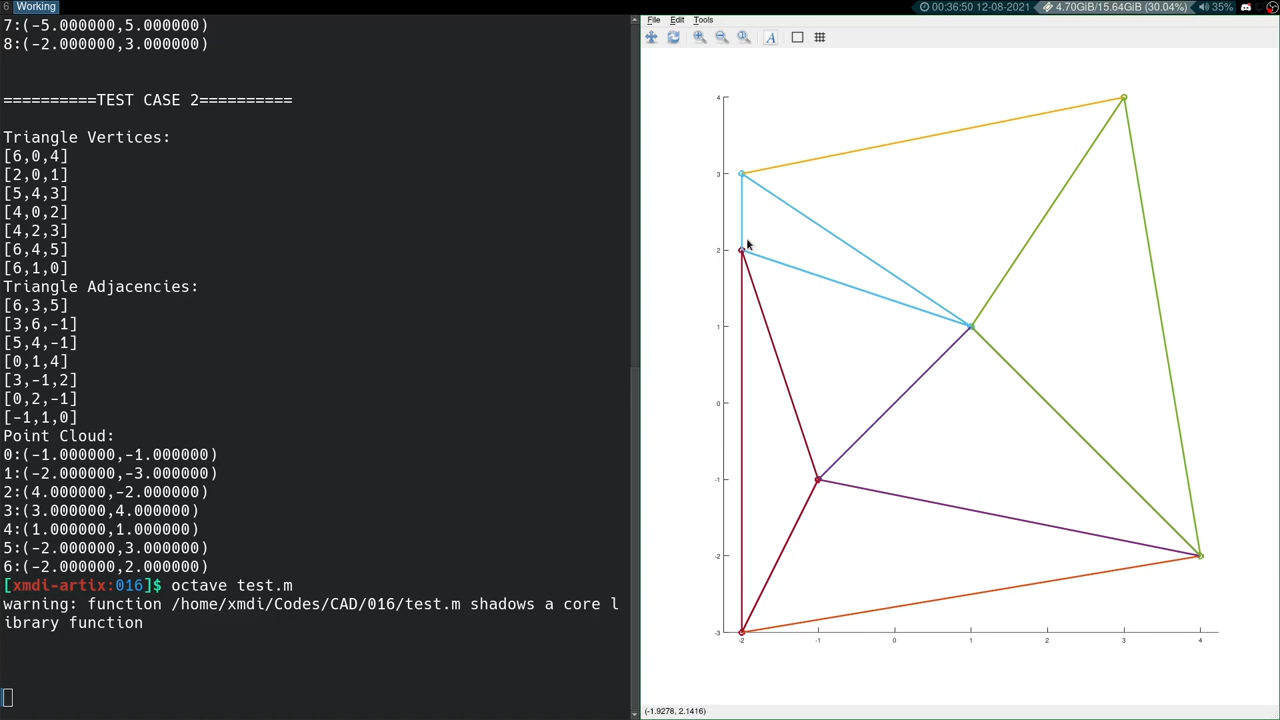 6 Working
00:36:50 12-08-2021 4.70GiB/15.64GiB (30.04%) 35%
7:(-5.000000,5.000000)
8:(-2.000000,3.000000)
==========TEST CASE 2==========
Triangle Vertices:
[6,0,4]
[2,0,1]
[5,4,3]
[4,0,2]
[4,2,3]
[6,4,5]
[6,1,0]
Triangle Adjacencies:
[6,3,5]
[3,6,-1]
[5,4,-1]
[0,1,4]
[3,-1,2]
[0,2,-1]
[-1,1,0]
Point Cloud:
0:(-1.000000,-1.000000)
1:(-2.000000,-3.000000)
2:(4.000000,-2.000000)
3:(3.000000,4.000000)
4:(1.000000,1.000000)
5:(-2.000000,3.000000)
6:(-2.000000,2.000000)
[xmdi-artix:016]$ octave test.m
warning: function /home/xmdi/Codes/CAD/016/test.m shadows a core l
ibrary function
File Edit Tools
A
4
3
2
1
0
-1
-2
-3
-2 -1 0 1 2 3 4
(-1.9278, 2.1416)